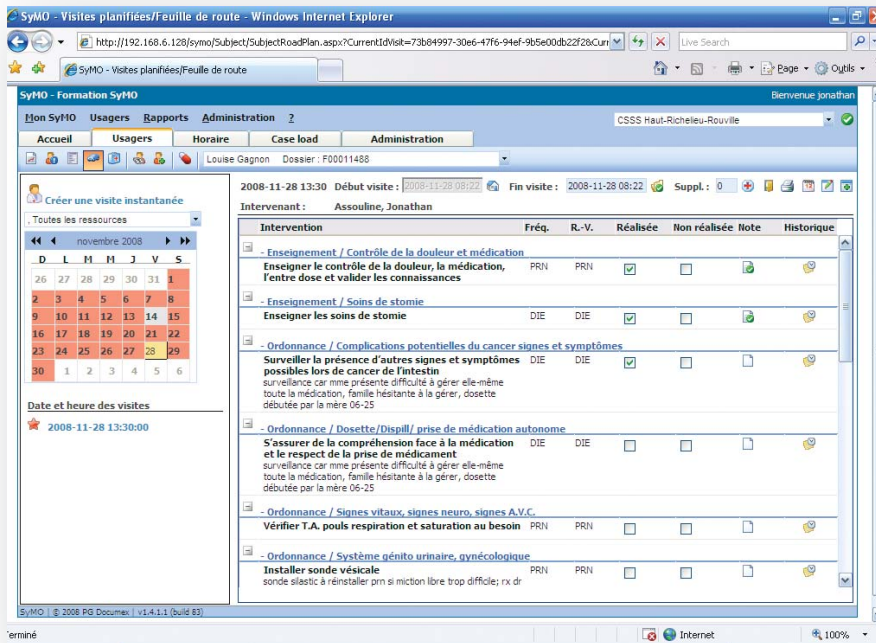 SyMO - Visites planifiées/Feuille de route - Windows Internet Explorer
http://192.168.6.128/symo/Subject/SubjectRoadPlan.aspx?CurrentIdVisit=73b84997-30e6-47f6-94ef-9b5e00db22f28&Curr
Live Search
SyMO - Visites planifiées/Feuille de route
Page Outils
SyMO - Formation SyMO Bienvenue jonathan
Mon SyMO Usagers Rapports Administration ?
CSSS Haut-Richelieu-Rouville
Accueil Usagers Horaire Case load Administration
Louise Gagnon Dossier : F00011488
Créer une visite instantanée
, Toutes les ressources
novembre 2008
D L M M J V S
26 27 28 29 30 31 1
2 3 4 5 6 7 8
9 10 11 12 13 14 15
16 17 18 19 20 21 22
23 24 25 26 27 28 29
30 1 2 3 4 5 6
Date et heure des visites
2008-11-28 13:30:00
2008-11-28 13:30 Début visite : 2008-11-28 08:22 Fin visite : 2008-11-28 08:22 Suppl. : 0
Intervenant : Assouline, Jonathan
Intervention Fréq. R.-V. Réalisée Non réalisée Note Historique
- Enseignement / Contrôle de la douleur et médication
Enseigner le contrôle de la douleur, la médication, PRN PRN
l'entre dose et valider les connaissances
- Enseignement / Soins de stomie
Enseigner les soins de stomie DIE DIE
- Ordonnance / Complications potentielles du cancer signes et symptômes
Surveiller la présence d'autres signes et symptômes DIE DIE
possibles lors de cancer de l'intestin
surveillance car mme présente difficulté à gérer elle-même
toute la médication, famille hésitante à la gérer, dosette
débutée par la mère 06-25
- Ordonnance / Dosette/Dispill/ prise de médication autonome
S'assurer de la compréhension face à la médication DIE DIE
et le respect de la prise de médicament
surveillance car mme présente difficulté à gérer elle-même
toute la médication, famille hésitante à la gérer, dosette
débutée par la mère 06-25
- Ordonnance / Signes vitaux, signes neuro, signes A.V.C.
Vérifier T.A. pouls respiration et saturation au besoin PRN PRN
- Ordonnance / Système génito urinaire, gynécologique
Installer sonde vésicale PRN PRN
sonde silastic à réinstaller prn si miction libre trop difficile; rx dr
SyMO | © 2008 PG Documex | v1.4.1.1 (build 83)
erminé Internet 100%